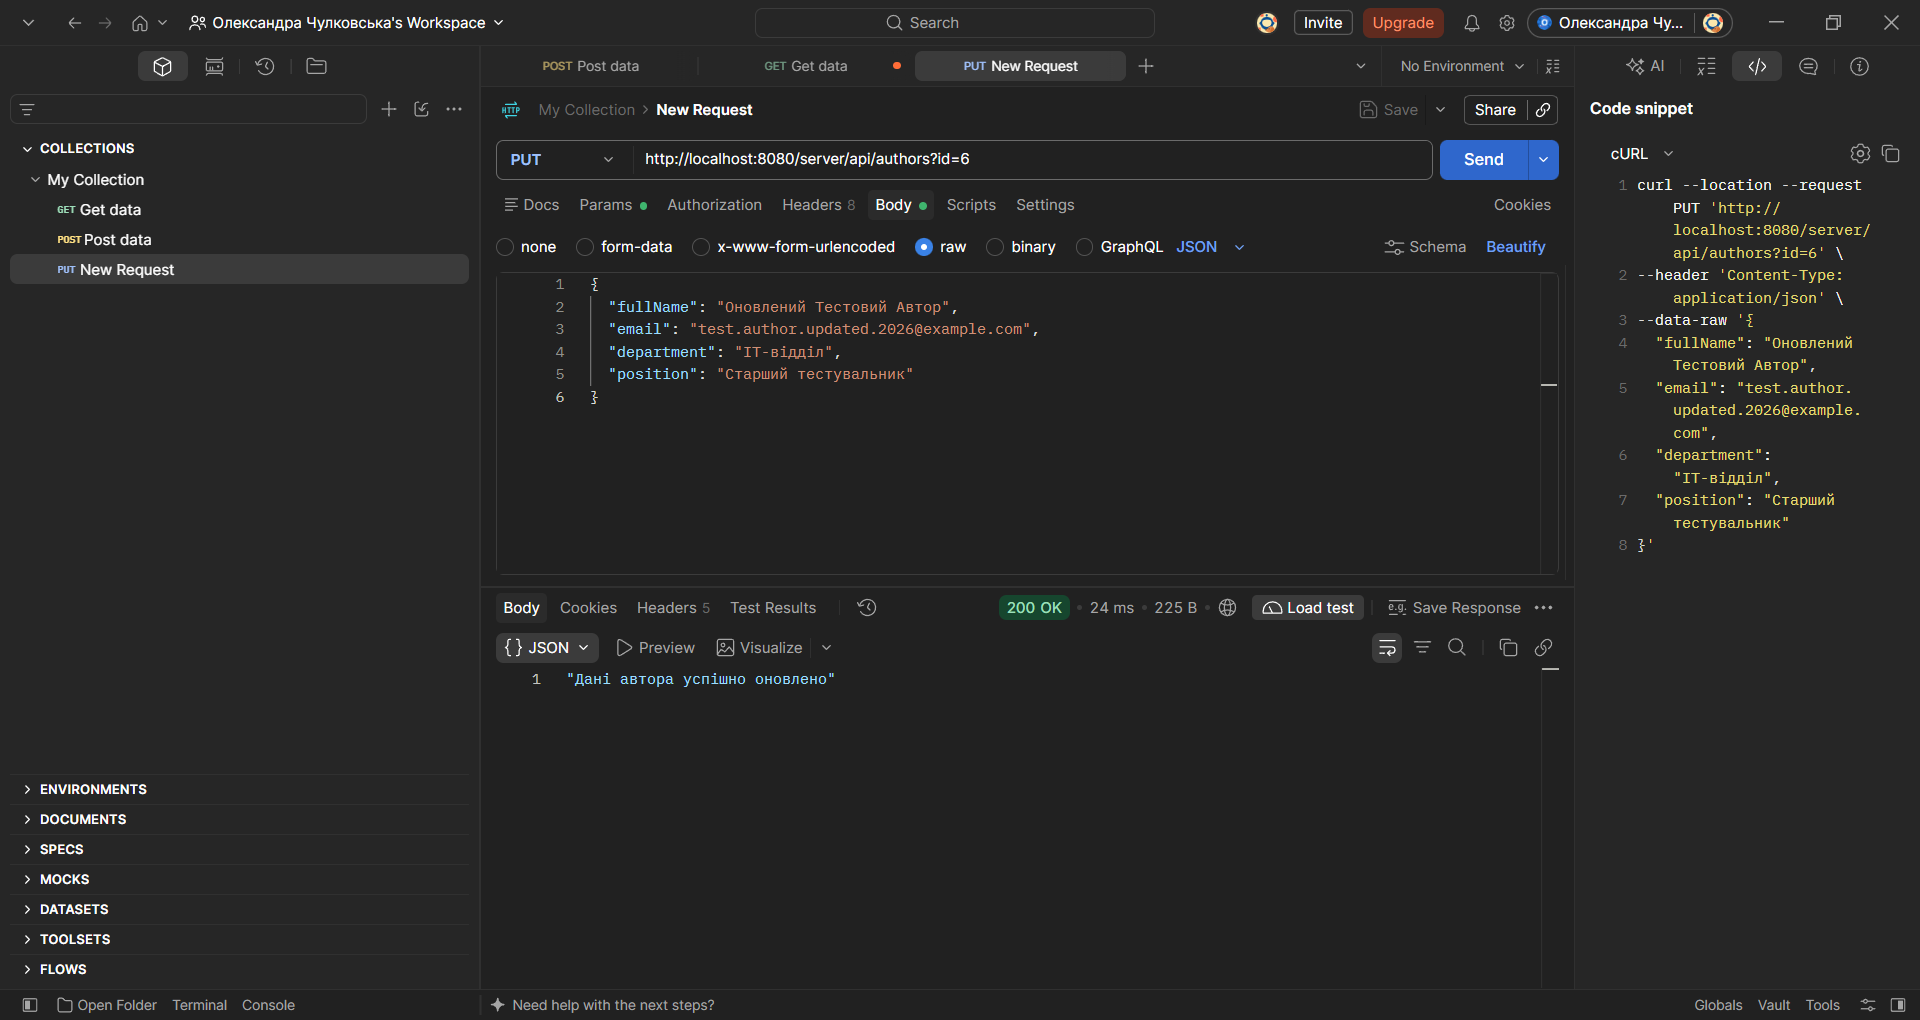 Олександра Чулковська's Workspace
Search
Invite
Upgrade
Олександра Чу...
POST Post data
GET Get data
PUT New Request
No Environment
AI
HTTP My Collection > New Request
Save
Share
Code snippet
COLLECTIONS
My Collection
GET Get data
POST Post data
PUT New Request
PUT
http://localhost:8080/server/api/authors?id=6
Send
Docs
Params
Authorization
Headers 8
Body
Scripts
Settings
Cookies
none
form-data
x-www-form-urlencoded
raw
binary
GraphQL
JSON
Schema
Beautify
1 {
2 "fullName": "Оновлений Тестовий Автор",
3 "email": "test.author.updated.2026@example.com",
4 "department": "ІТ-відділ",
5 "position": "Старший тестувальник"
6 }
cURL
1 curl --location --request
PUT 'http://
localhost:8080/server/
api/authors?id=6' \
2 --header 'Content-Type:
application/json' \
3 --data-raw '{
4 "fullName": "Оновлений
Тестовий Автор",
5 "email": "test.author.
updated.2026@example.
com",
6 "department":
"ІТ-відділ",
7 "position": "Старший
тестувальник"
8 }'
Body
Cookies
Headers 5
Test Results
200 OK
24 ms
225 B
Load test
e.g. Save Response
{} JSON
Preview
Visualize
1 "Дані автора успішно оновлено"
ENVIRONMENTS
DOCUMENTS
SPECS
MOCKS
DATASETS
TOOLSETS
FLOWS
Open Folder
Terminal
Console
Need help with the next steps?
Globals
Vault
Tools